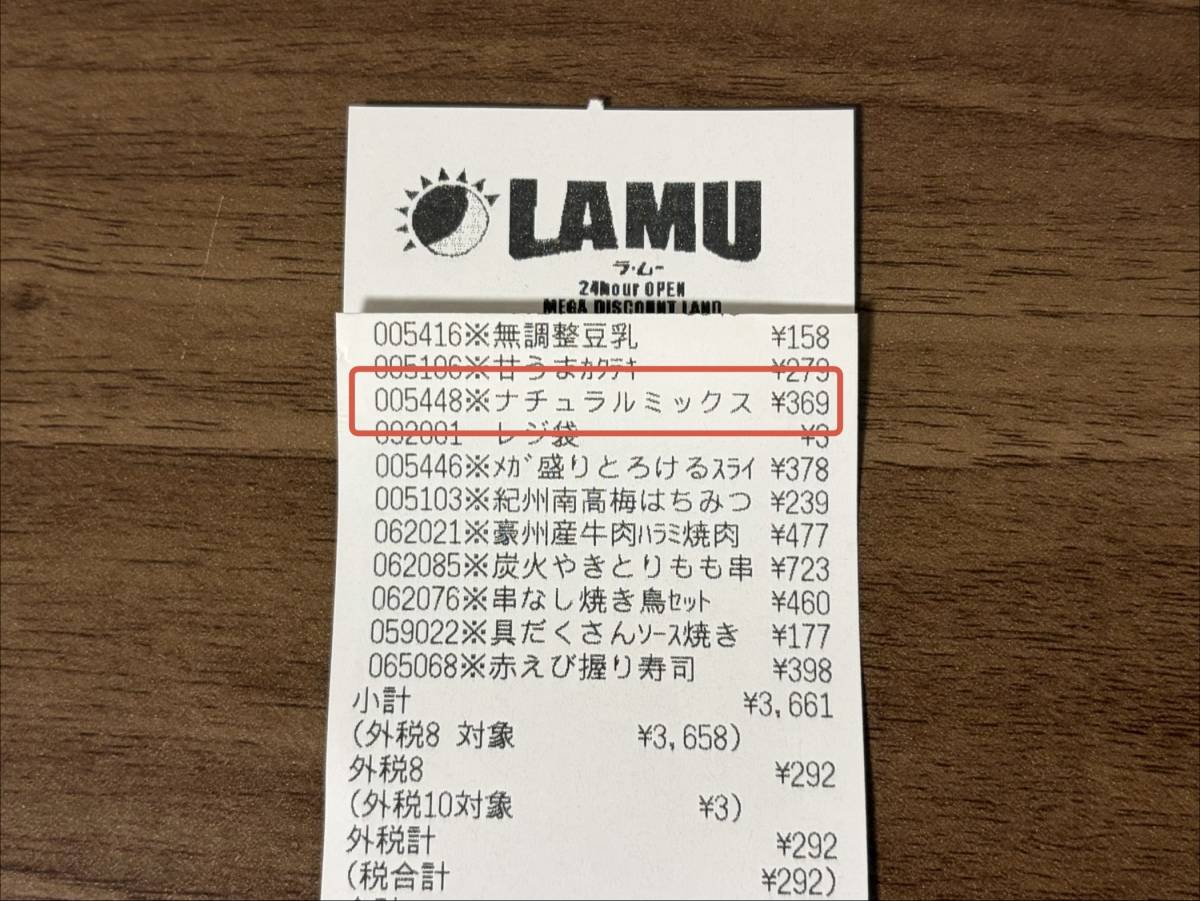 LAMU
ラ・ムー
24Hour OPEN
MEGA DISCOUNT LAND
005416※無調整豆乳 ¥158
005106※甘うまｶｸﾃｷ ¥279
005448※ナチュラルミックス ¥369
092001 レジ袋 ¥3
005446※ﾒｶﾞ盛りとろけるｽﾗｲ ¥378
005103※紀州南高梅はちみつ ¥239
062021※豪州産牛肉ﾊﾗﾐ焼肉 ¥477
062085※炭火やきとりもも串 ¥723
062076※串なし焼き鳥ｾｯﾄ ¥460
059022※具だくさんｿｰｽ焼き ¥177
065068※赤えび握り寿司 ¥398
小計 ¥3,661
(外税8 対象 ¥3,658)
外税8 ¥292
(外税10対象 ¥3)
外税計 ¥292
(税合計 ¥292)